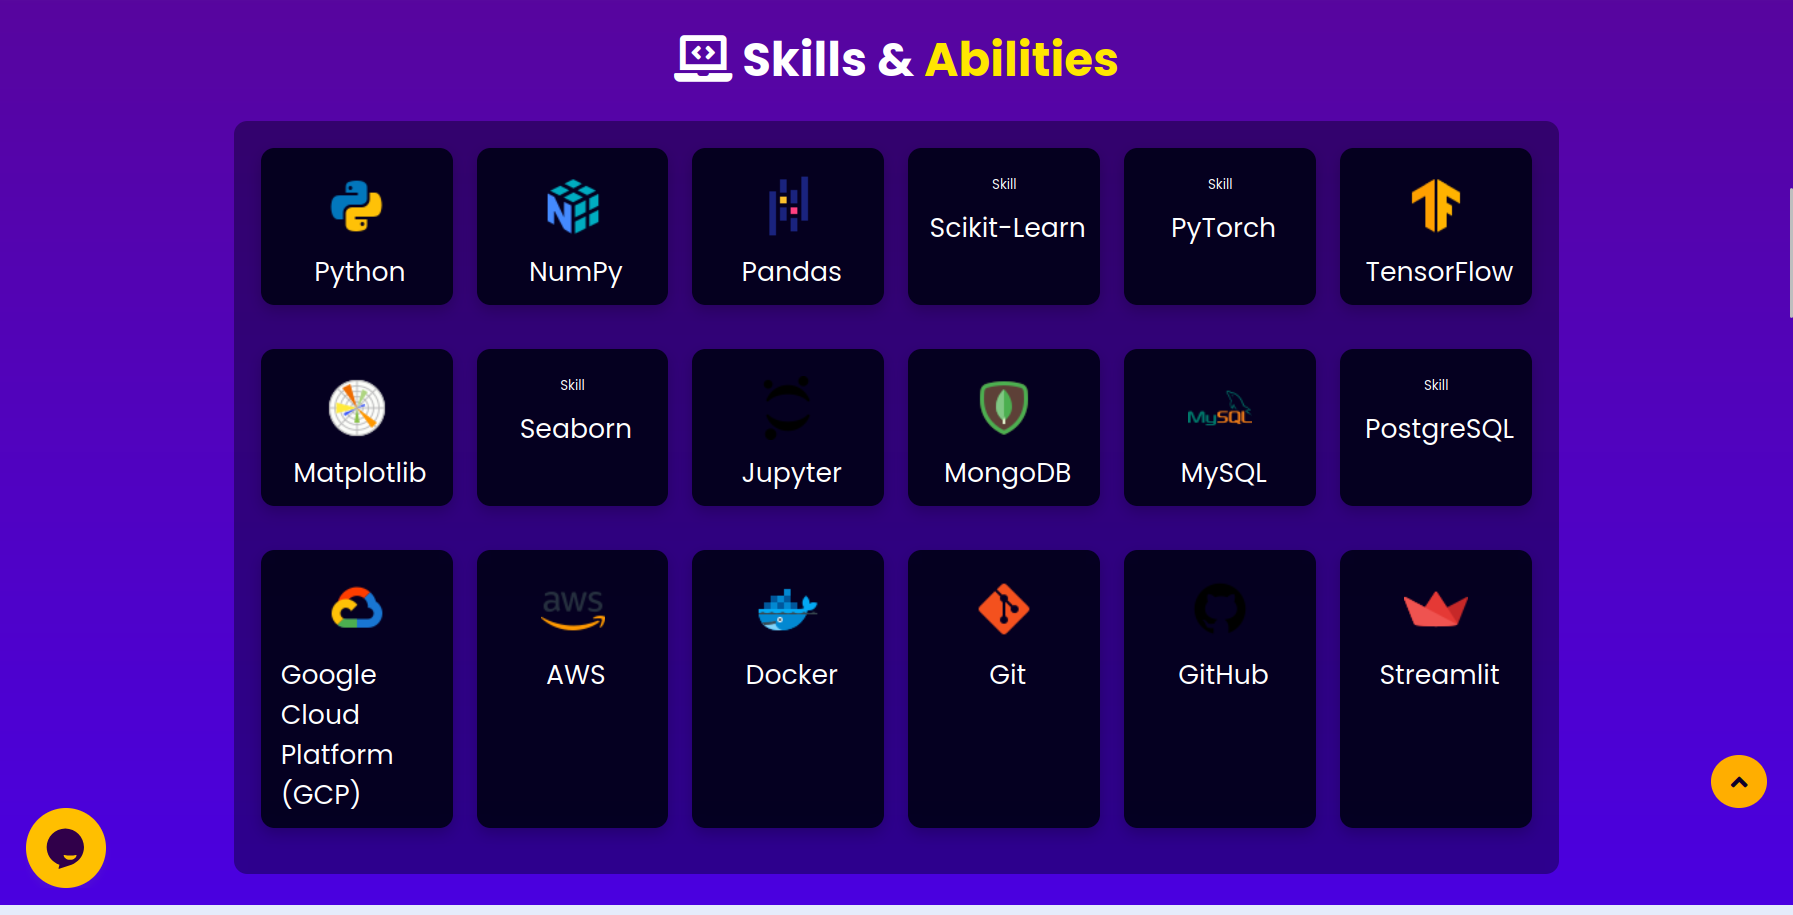 Skills & Abilities
Python
NumPy
Pandas
Skill
Scikit-Learn
Skill
PyTorch
TensorFlow
Matplotlib
Skill
Seaborn
Jupyter
MongoDB
MySQL
MySQL
Skill
PostgreSQL
Google
Cloud
Platform
(GCP)
aws
AWS
Docker
Git
GitHub
Streamlit